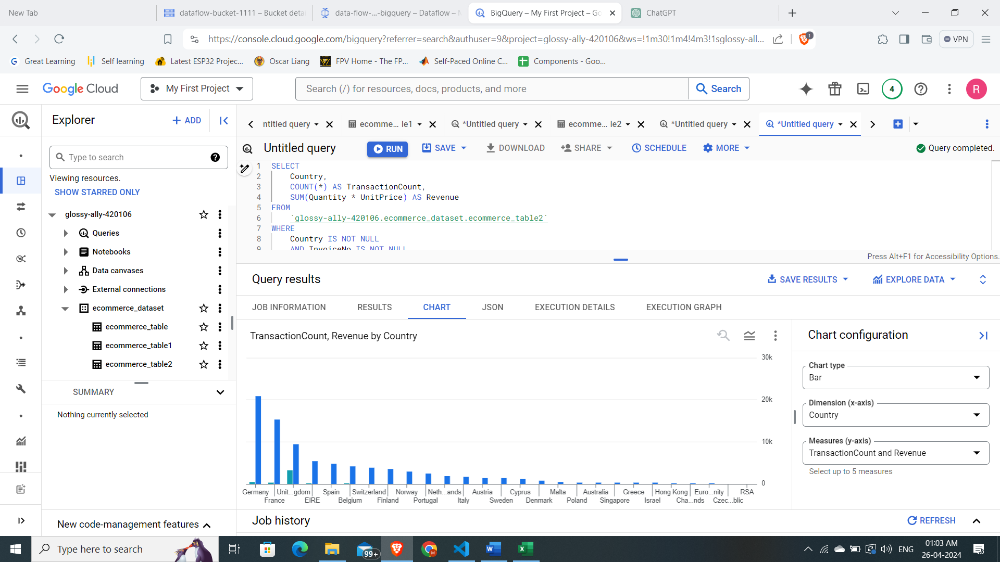 New Tab
dataflow-bucket-1111 – Bucket detai
data-flow-...-bigquery – Dataflow – M
BigQuery – My First Project – Go
ChatGPT
https://console.cloud.google.com/bigquery?referrer=search&authuser=9&project=glossy-ally-420106&ws=!1m30!1m4!4m3!1sglossy-all...
1
VPN
G Great Learning
Self learning
Latest ESP32 Projec...
Oscar Liang
FPV Home - The FP...
Self-Paced Online C...
Components - Goo...
Google Cloud
My First Project
Search (/) for resources, docs, products, and more
Search
4
R
Explorer
ADD
ntitled query
ecomme... le1
*Untitled query
ecomme... le2
*Untitled query
*Untitled query
Untitled query
RUN
SAVE
DOWNLOAD
SHARE
SCHEDULE
MORE
Query completed.
Type to search
Viewing resources.
SHOW STARRED ONLY
glossy-ally-420106
Queries
Notebooks
Data canvases
External connections
ecommerce_dataset
ecommerce_table
ecommerce_table1
ecommerce_table2
SUMMARY
Nothing currently selected
New code-management features
1 SELECT
2 Country,
3 COUNT(*) AS TransactionCount,
4 SUM(Quantity * UnitPrice) AS Revenue
5 FROM
6 `glossy-ally-420106.ecommerce_dataset.ecommerce_table2`
7 WHERE
8 Country IS NOT NULL
9 AND InvoiceNo IS NOT NULL
Press Alt+F1 for Accessibility Options.
Query results
SAVE RESULTS
EXPLORE DATA
JOB INFORMATION
RESULTS
CHART
JSON
EXECUTION DETAILS
EXECUTION GRAPH
TransactionCount, Revenue by Country
30k
20k
10k
0
Germany
France
Unit...gdom
EIRE
Spain
Belgium
Switzerland
Finland
Norway
Portugal
Neth...ands
Italy
Austria
Sweden
Cyprus
Denmark
Malta
Poland
Australia
Singapore
Greece
Israel
Hong Kong
Cha...nds
Euro...nity
Czec...blic
RSA
Chart configuration
Chart type
Bar
Dimension (x-axis)
Country
Measures (y-axis)
TransactionCount and Revenue
Select up to 5 measures
Job history
REFRESH
Type here to search
99+
M
W
X
ENG
01:03 AM
26-04-2024